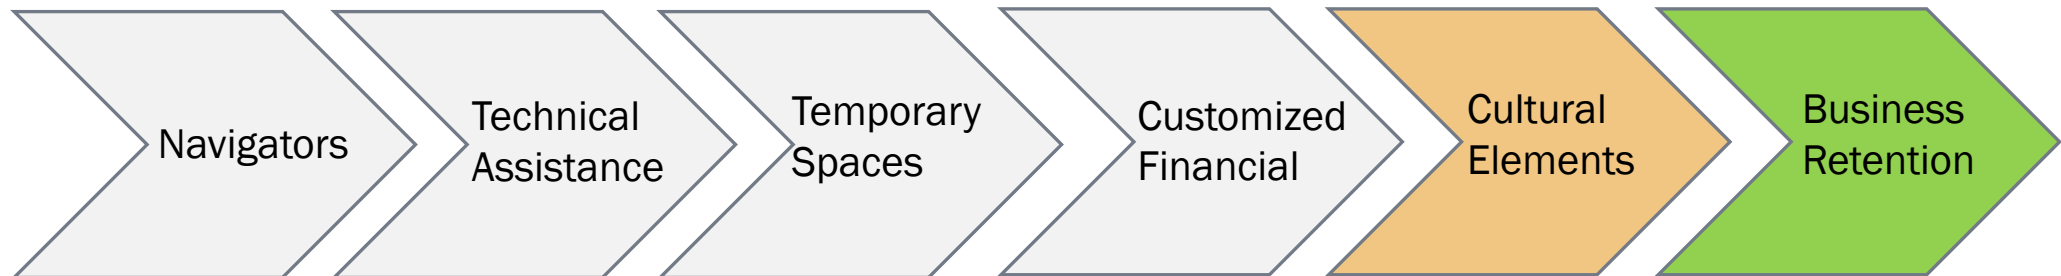 Navigators
Technical
Assistance
Temporary
Spaces
Customized
Financial
Cultural
Elements
Business
Retention